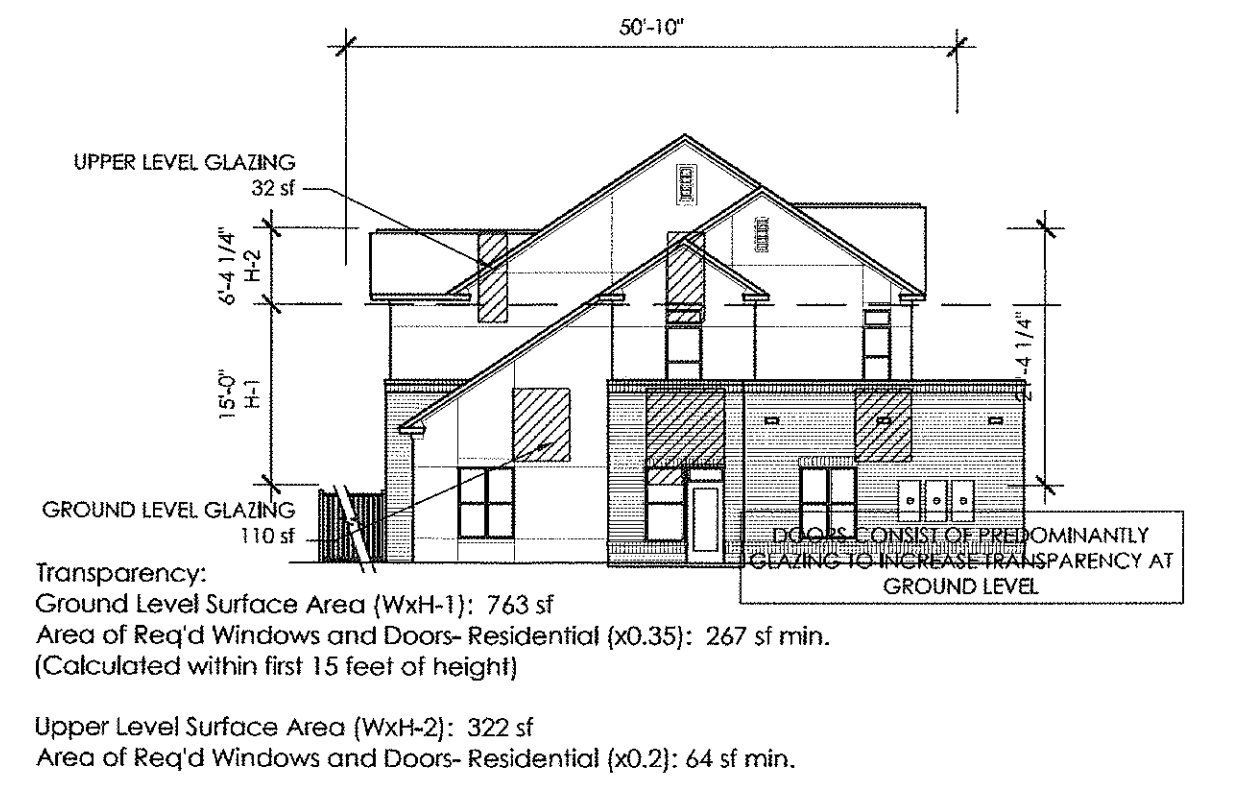 50'-10"
UPPER LEVEL GLAZING
32 sf
6'-4 1/4"
H-2
15'-0"
H-1
'-4 1/4"
GROUND LEVEL GLAZING
110 sf
DOORS CONSIST OF PREDOMINANTLY
GLAZING TO INCREASE TRANSPARENCY AT
GROUND LEVEL
Transparency:
Ground Level Surface Area (WxH-1): 763 sf
Area of Req'd Windows and Doors- Residential (x0.35): 267 sf min.
(Calculated within first 15 feet of height)
Upper Level Surface Area (WxH-2): 322 sf
Area of Req'd Windows and Doors- Residential (x0.2): 64 sf min.